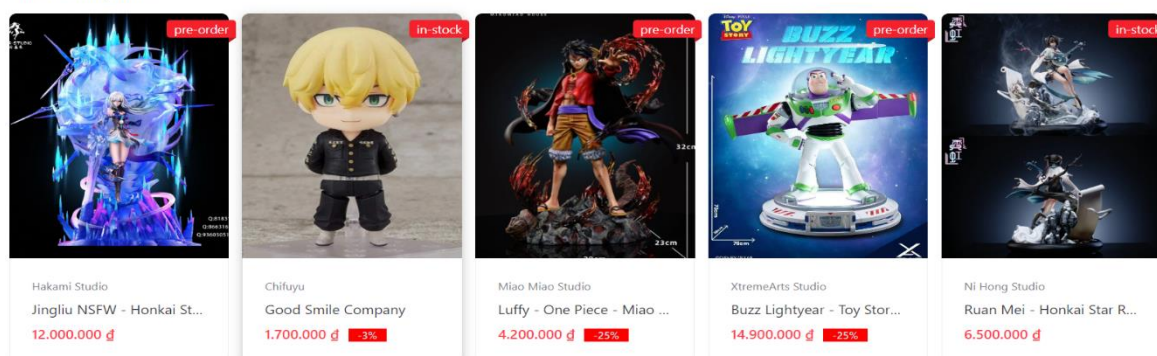 pre-order
in-stock
pre-order
pre-order
in-stock
TOY
STORY
BUZZ
LIGHTYEAR
32cm
23cm
BUZZ
Hakami Studio
Jingliu NSFW - Honkai St...
12.000.000 ₫
Chifuyu
Good Smile Company
1.700.000 ₫ -3%
Miao Miao Studio
Luffy - One Piece - Miao ...
4.200.000 ₫ -25%
XtremeArts Studio
Buzz Lightyear - Toy Stor...
14.900.000 ₫ -25%
Ni Hong Studio
Ruan Mei - Honkai Star R...
6.500.000 ₫